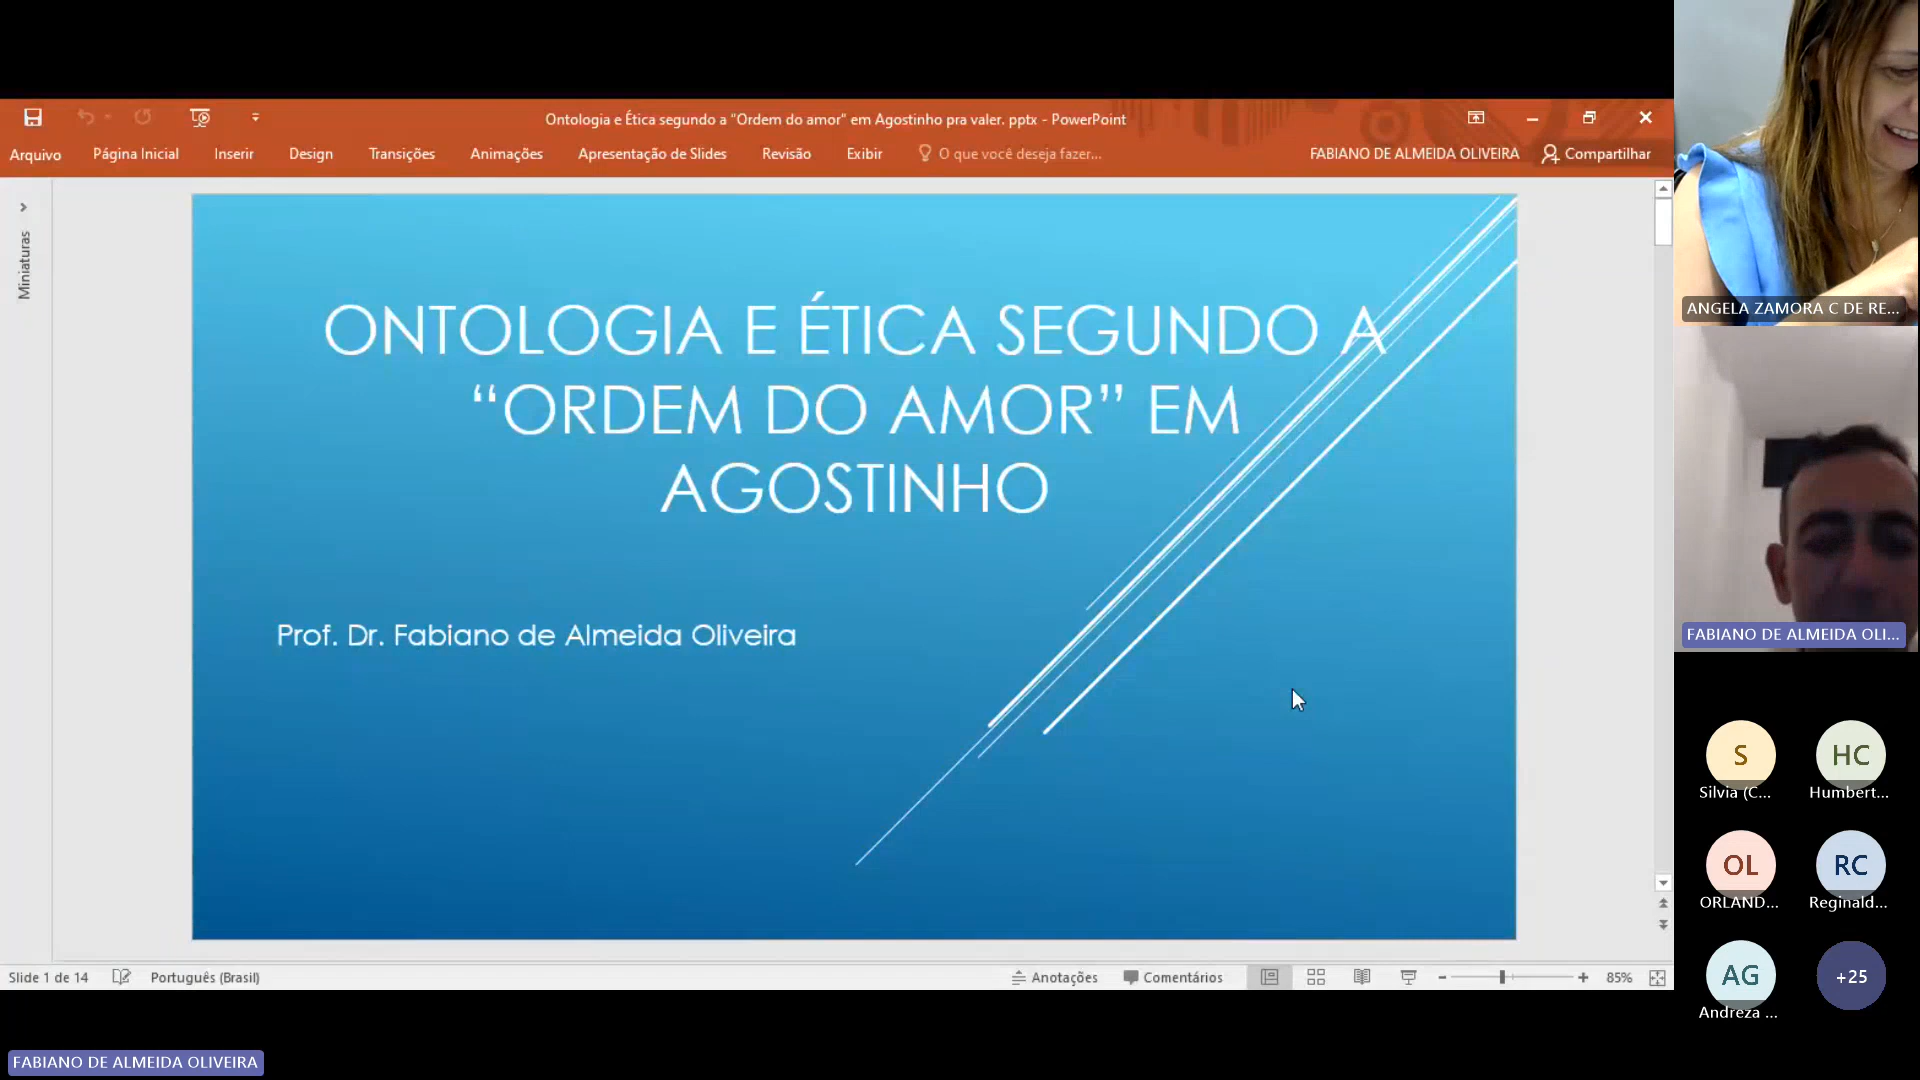 Ontologia e Ética segundo a “Ordem do amor” em Agostinho pra valer. pptx - PowerPoint
Arquivo Página Inicial Inserir Design Transições Animações Apresentação de Slides Revisão Exibir O que você deseja fazer... FABIANO DE ALMEIDA OLIVEIRA Compartilhar
Miniaturas
ONTOLOGIA E ÉTICA SEGUNDO A
“ORDEM DO AMOR” EM
AGOSTINHO
Prof. Dr. Fabiano de Almeida Oliveira
Slide 1 de 14 Português (Brasil) Anotações Comentários 85%
FABIANO DE ALMEIDA OLIVEIRA
ANGELA ZAMORA C DE RE...
FABIANO DE ALMEIDA OLI...
S HC
Silvia (C... Humbert...
OL RC
ORLAND... Reginald...
AG +25
Andreza ...